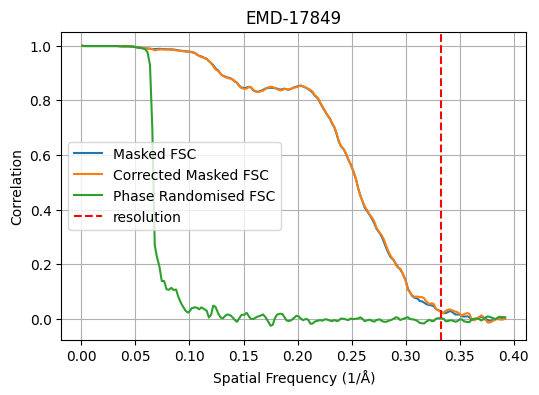 EMD-17849
1.0
0.8
0.6
0.4
0.2
0.0
Correlation
Masked FSC
Corrected Masked FSC
Phase Randomised FSC
resolution
0.00 0.05 0.10 0.15 0.20 0.25 0.30 0.35 0.40
Spatial Frequency (1/Å)